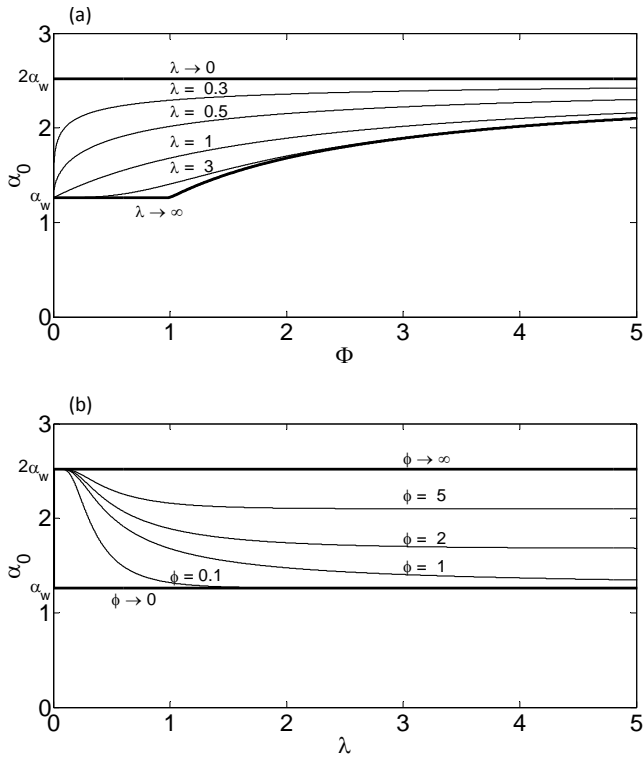 (a)
3
λ → 0
2α_w
λ = 0.3
λ = 0.5
2
α_0
λ = 1
λ = 3
α_w
λ → ∞
1
0
0 1 2 3 4 5
Φ
(b)
3
ϕ → ∞
2α_w
ϕ = 5
2
ϕ = 2
α_0
ϕ = 0.1
ϕ = 1
α_w
ϕ → 0
1
0
0 1 2 3 4 5
λ